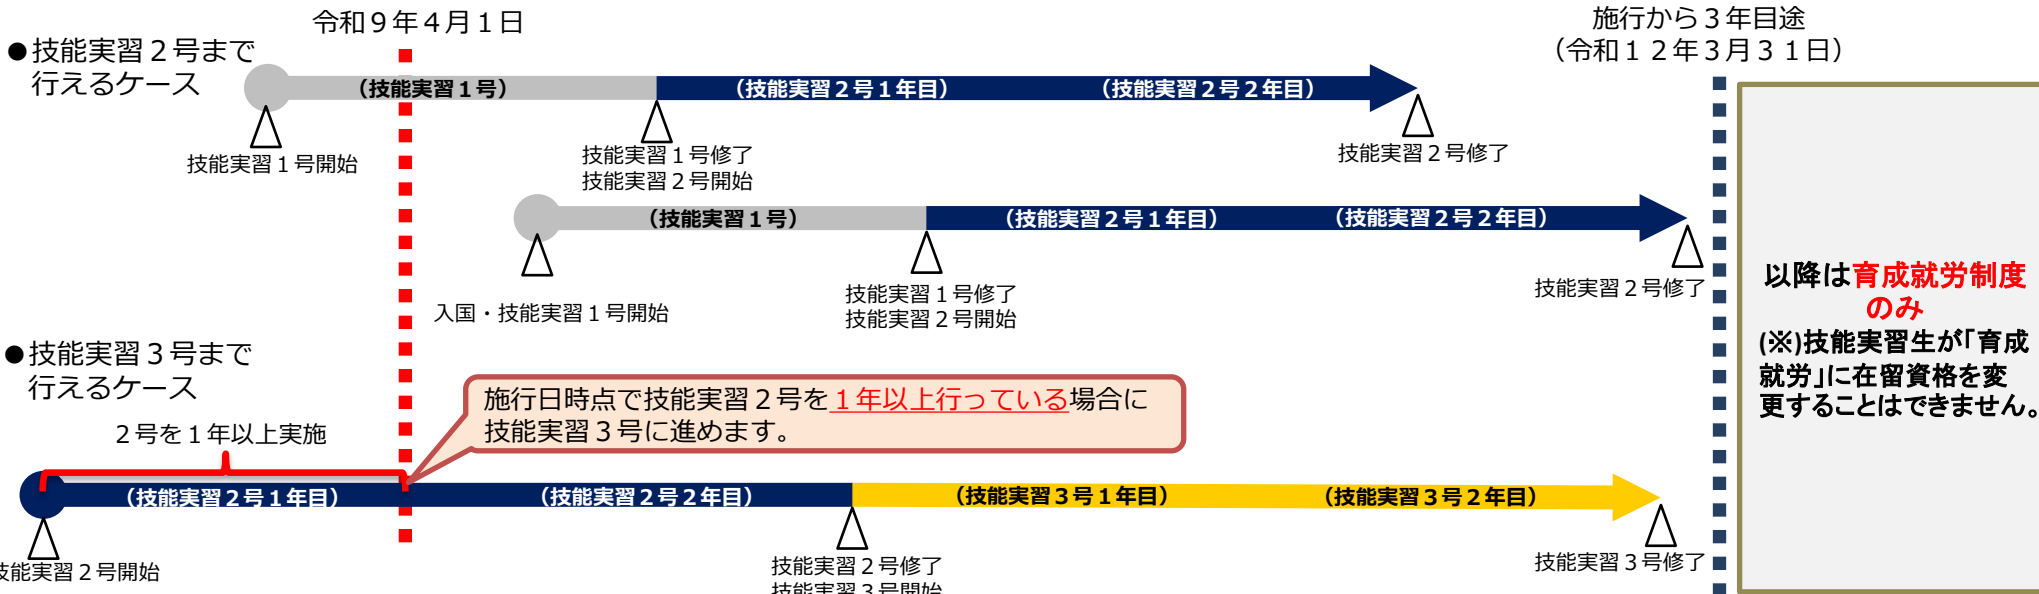 令和９年４月１日
施行から３年目途
（令和１２年３月３１日）
●技能実習２号まで
行えるケース
（技能実習１号）
（技能実習２号１年目）
（技能実習２号２年目）
技能実習１号開始
技能実習１号修了
技能実習２号開始
技能実習２号修了
（技能実習１号）
（技能実習２号１年目）
（技能実習２号２年目）
入国・技能実習１号開始
技能実習１号修了
技能実習２号開始
技能実習２号修了
以降は育成就労制度
のみ
(※)技能実習生が「育成
就労」に在留資格を変
更することはできません。
●技能実習３号まで
行えるケース
２号を１年以上実施
施行日時点で技能実習２号を１年以上行っている場合に
技能実習３号に進めます。
（技能実習２号１年目）
（技能実習２号２年目）
（技能実習３号１年目）
（技能実習３号２年目）
技能実習２号開始
技能実習２号修了
技能実習３号開始
技能実習３号修了